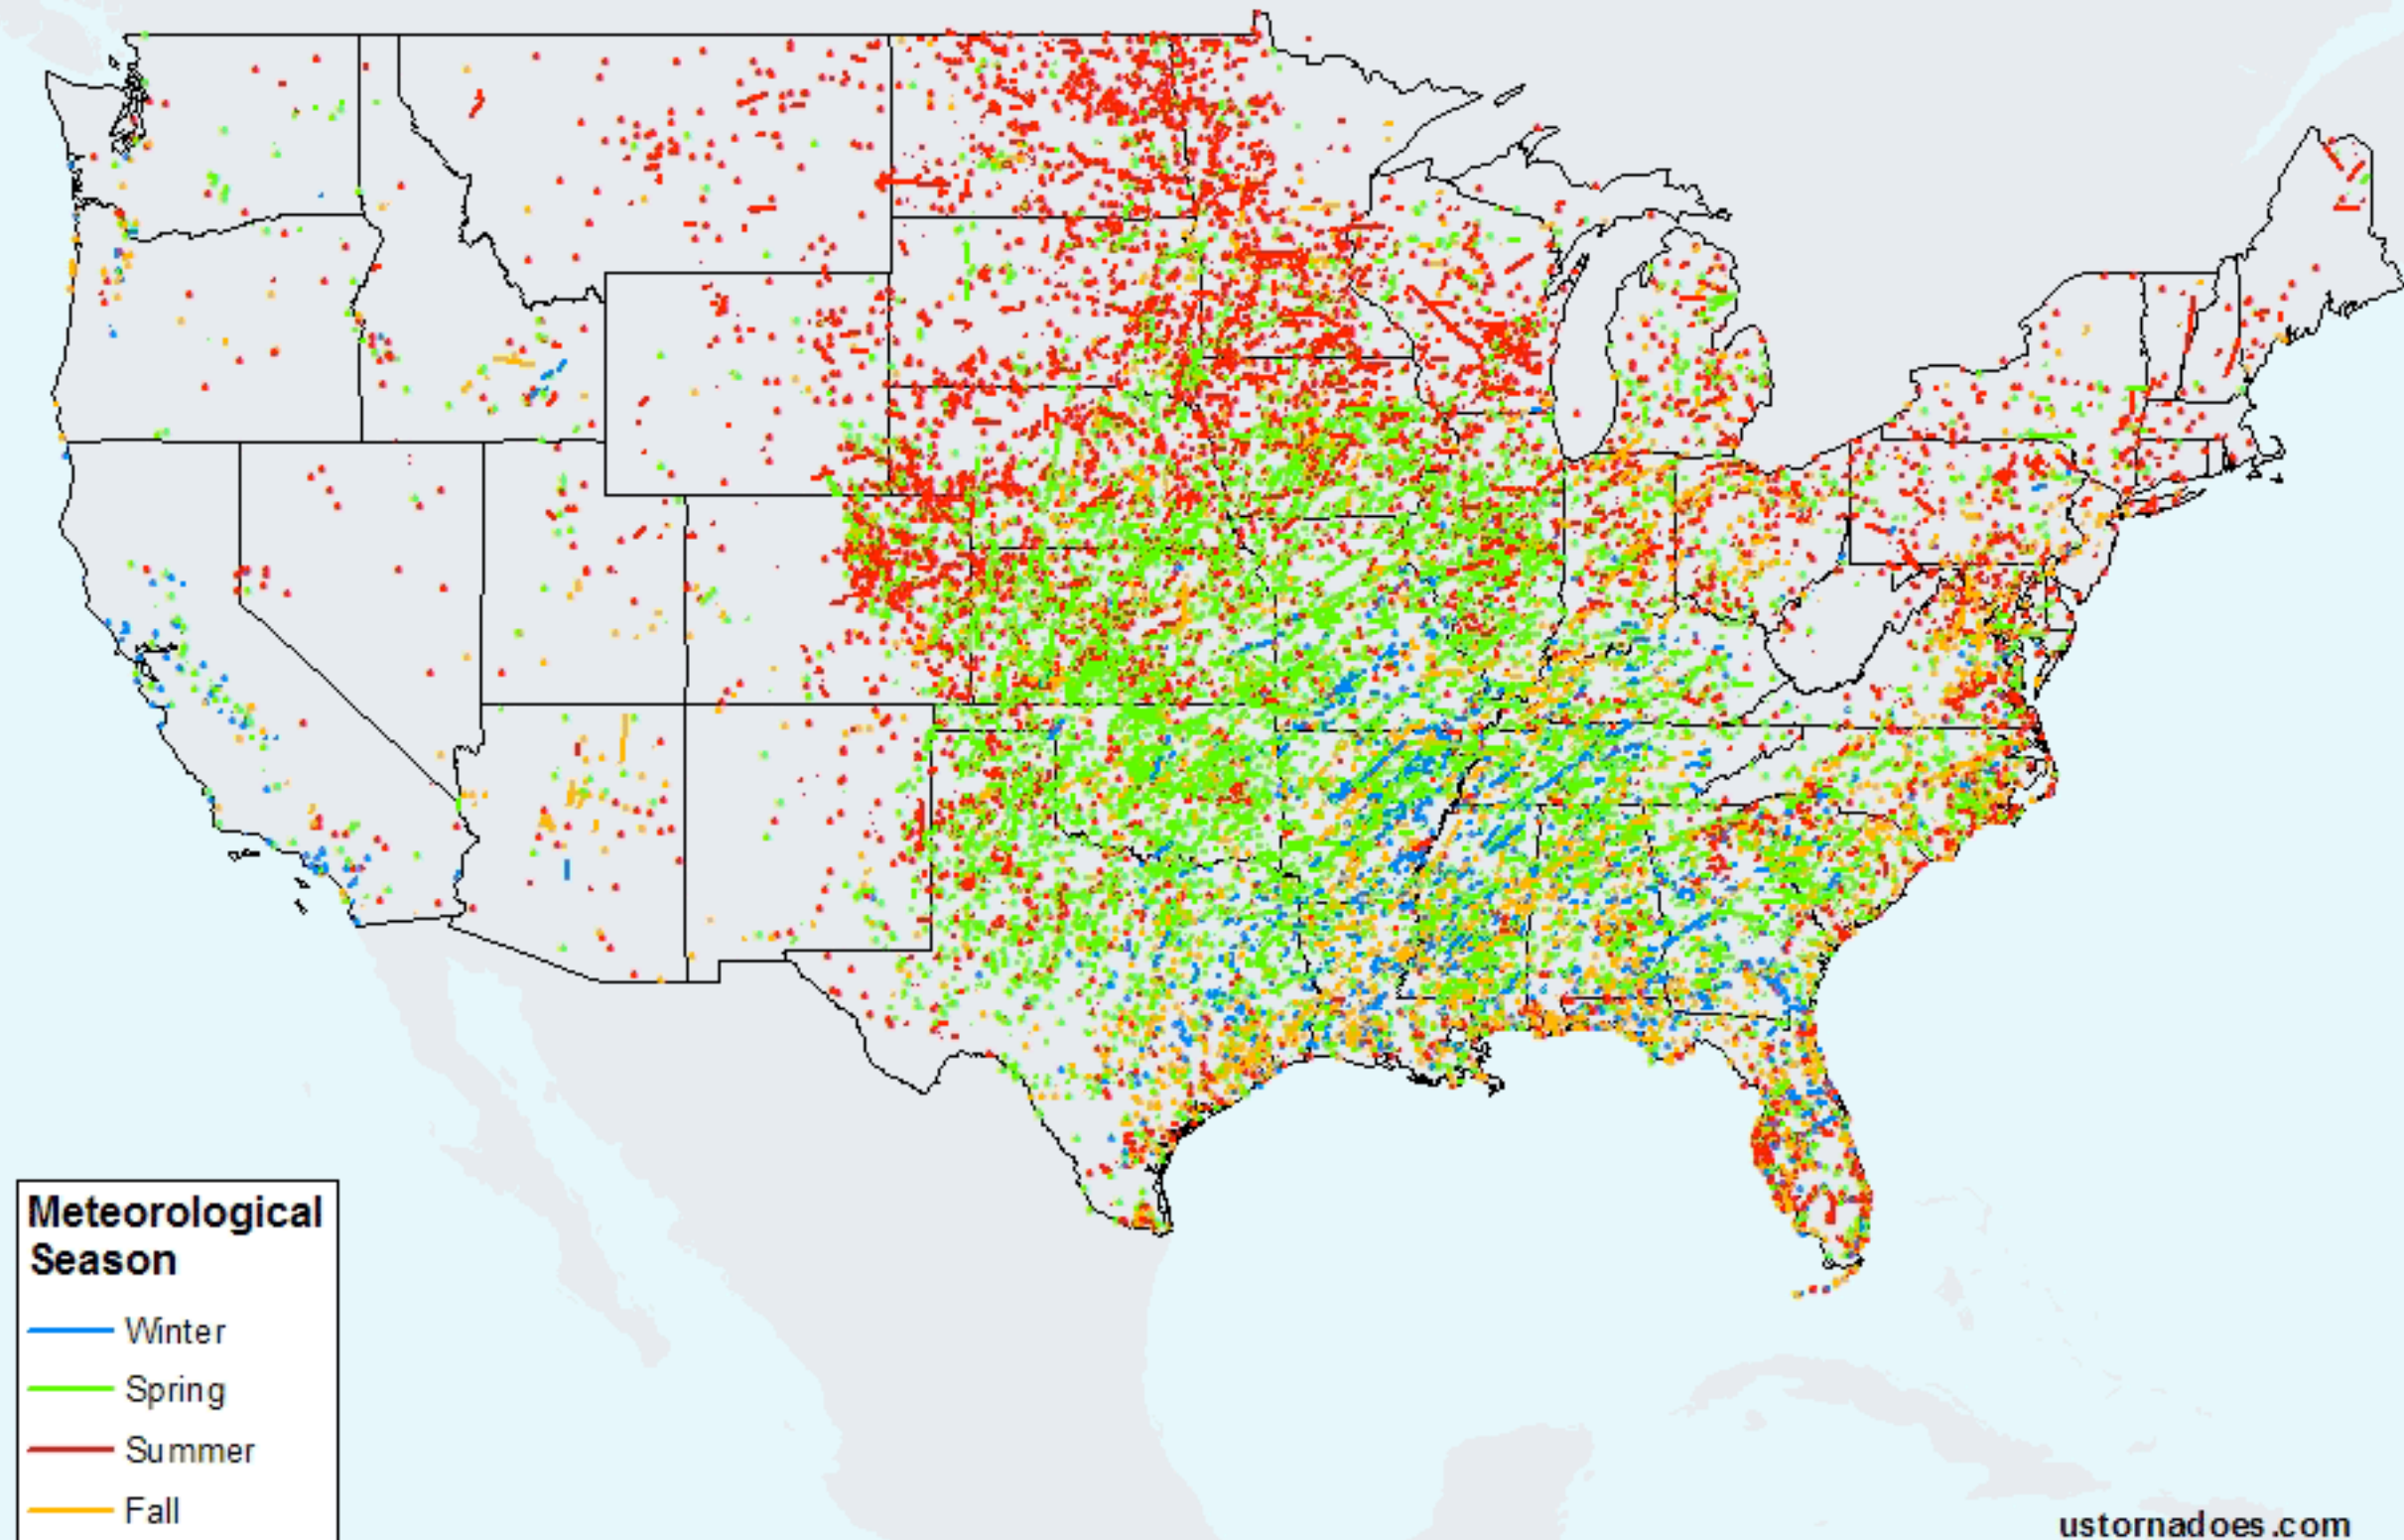 Meteorological
Season
Winter
Spring
Summer
Fall
ustornadoes.com